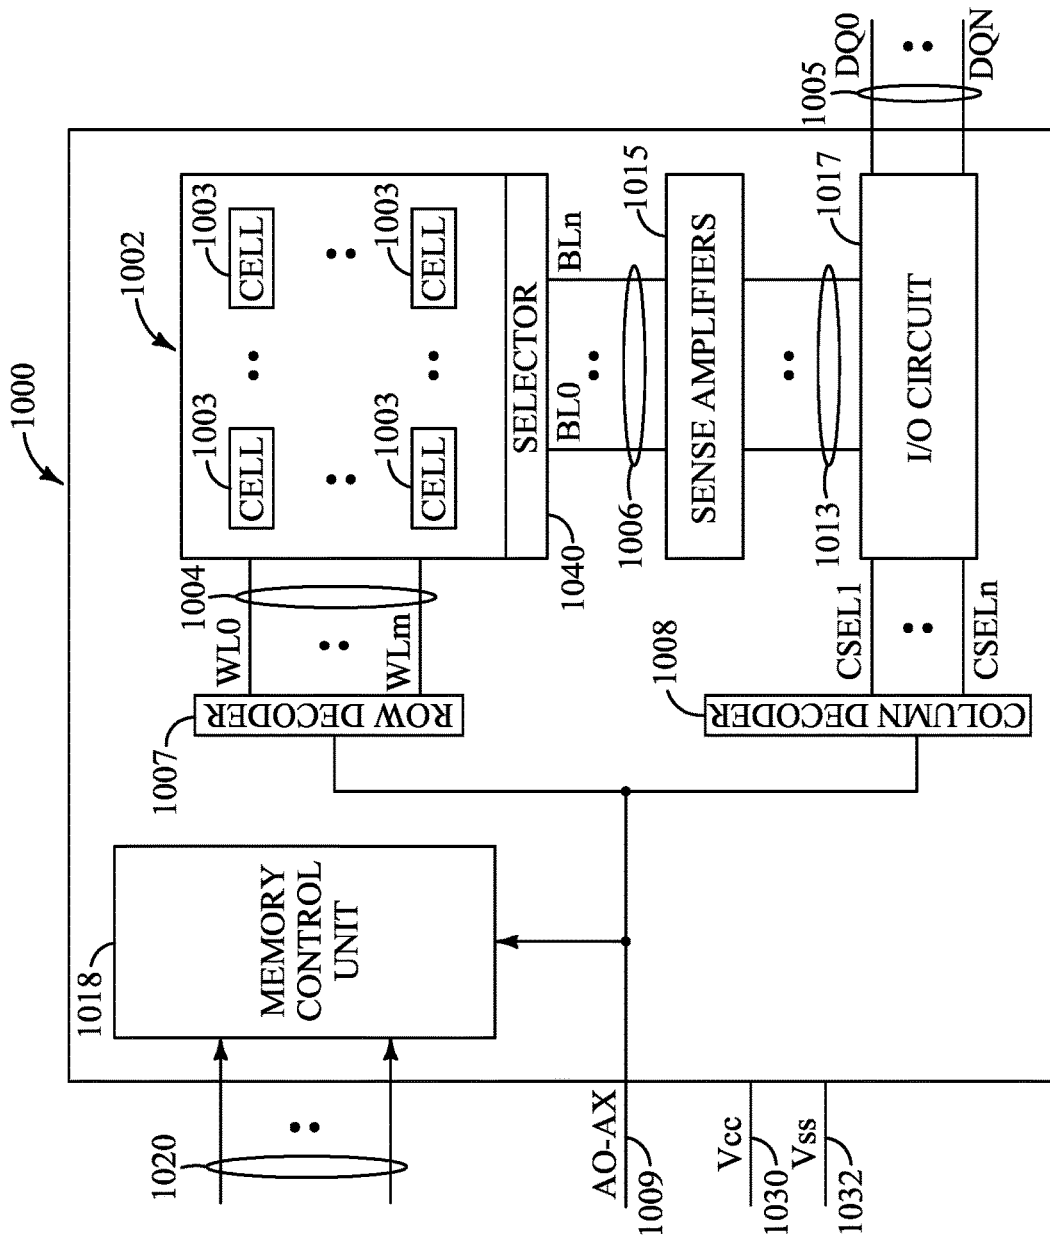 1000
1020
1018
MEMORY
CONTROL
UNIT
1007
ROW DECODER
WL0
WLm
1004
1002
CELL
1003
CELL
1003
CELL
1003
CELL
1003
SELECTOR
1040
BL0
BLn
1006
SENSE AMPLIFIERS
1015
1013
AO-AX
1009
Vcc
1030
Vss
1032
1008
COLUMN DECODER
CSEL1
CSELn
I/O CIRCUIT
1017
1005
DQ0
DQN